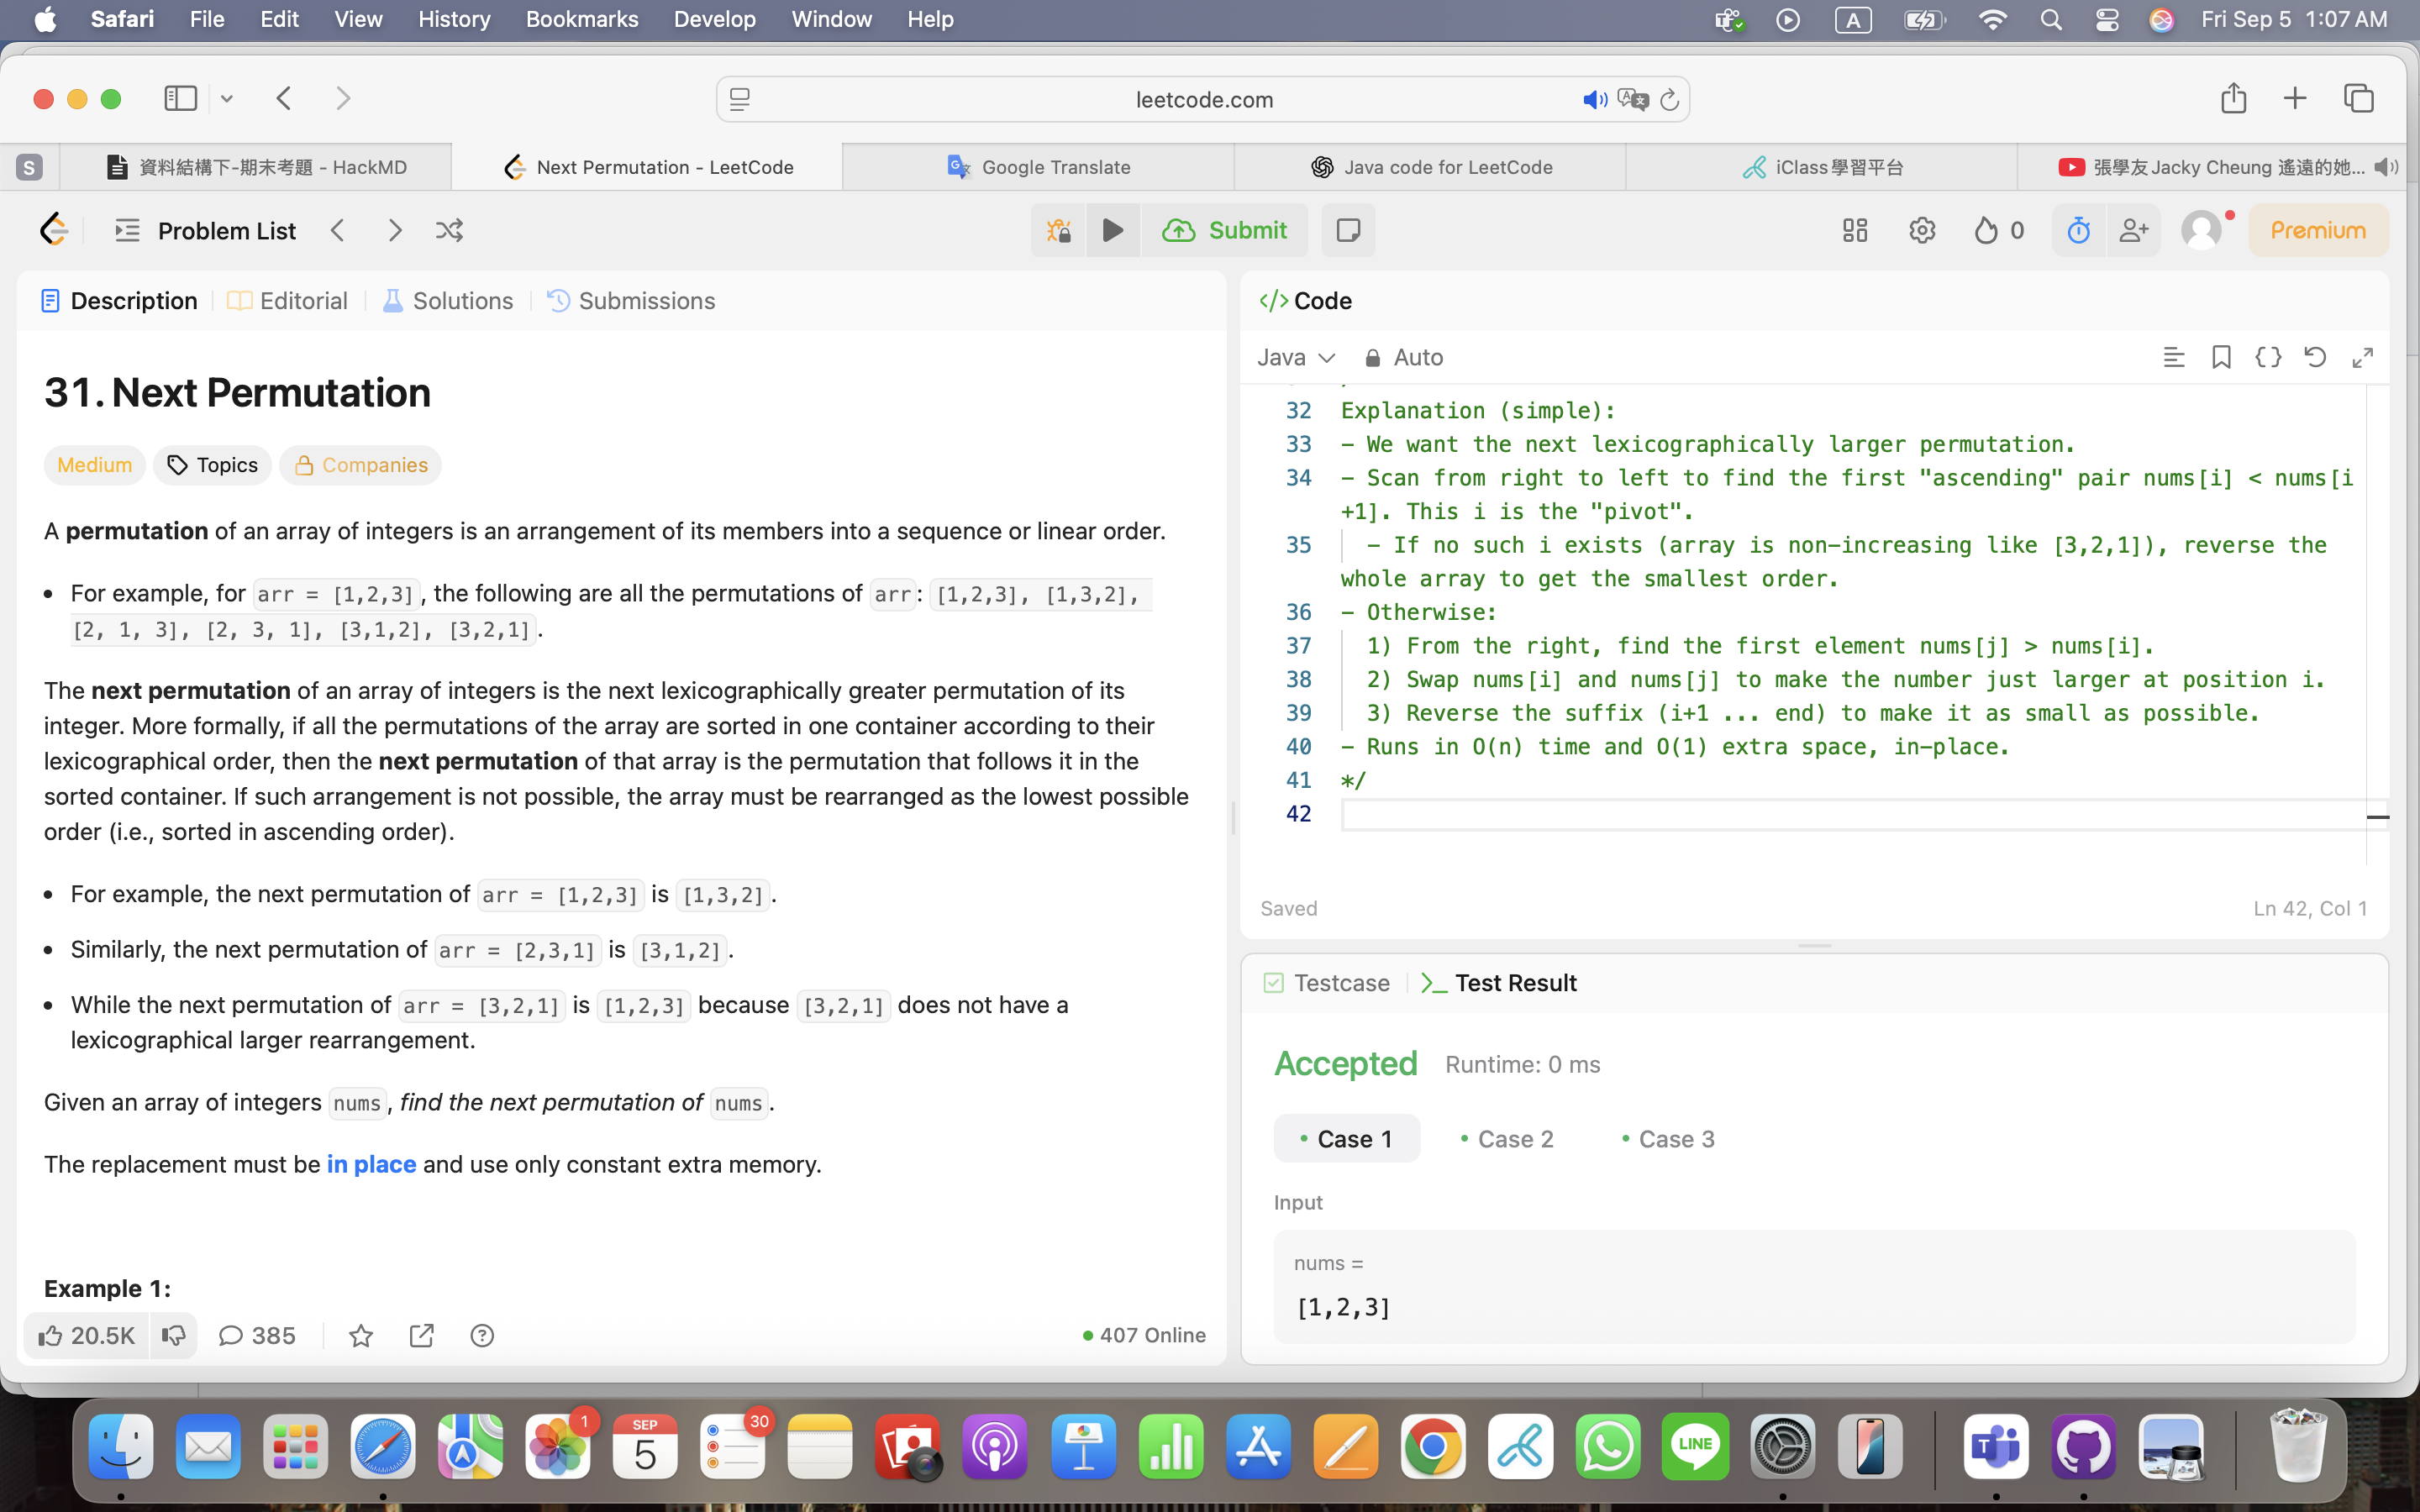 Safari File Edit View History Bookmarks Develop Window Help
A
Fri Sep 5 1:07 AM
leetcode.com
S
資料結構下-期末考題 - HackMD
Next Permutation - LeetCode
Google Translate
Java code for LeetCode
iClass 學習平台
張學友Jacky Cheung 遙遠的她...
Problem List
Submit
0
Premium
Description
Editorial
Solutions
Submissions
31. Next Permutation
Medium
Topics
Companies
A permutation of an array of integers is an arrangement of its members into a sequence or linear order.
• For example, for arr = [1,2,3], the following are all the permutations of arr: [1,2,3], [1,3,2],
[2, 1, 3], [2, 3, 1], [3,1,2], [3,2,1].
The next permutation of an array of integers is the next lexicographically greater permutation of its
integer. More formally, if all the permutations of the array are sorted in one container according to their
lexicographical order, then the next permutation of that array is the permutation that follows it in the
sorted container. If such arrangement is not possible, the array must be rearranged as the lowest possible
order (i.e., sorted in ascending order).
• For example, the next permutation of arr = [1,2,3] is [1,3,2].
• Similarly, the next permutation of arr = [2,3,1] is [3,1,2].
• While the next permutation of arr = [3,2,1] is [1,2,3] because [3,2,1] does not have a
lexicographical larger rearrangement.
Given an array of integers nums, find the next permutation of nums.
The replacement must be in place and use only constant extra memory.
Example 1:
20.5K
385
407 Online
Code
Java
Auto
32 Explanation (simple):
33 - We want the next lexicographically larger permutation.
34 - Scan from right to left to find the first "ascending" pair nums[i] < nums[i
+1]. This i is the "pivot".
35 - If no such i exists (array is non-increasing like [3,2,1]), reverse the
whole array to get the smallest order.
36 - Otherwise:
37 1) From the right, find the first element nums[j] > nums[i].
38 2) Swap nums[i] and nums[j] to make the number just larger at position i.
39 3) Reverse the suffix (i+1 ... end) to make it as small as possible.
40 - Runs in O(n) time and O(1) extra space, in-place.
41 */
42
Saved
Ln 42, Col 1
Testcase
Test Result
Accepted
Runtime: 0 ms
• Case 1
• Case 2
• Case 3
Input
nums =
[1,2,3]
1
SEP
5
30
LINE
T